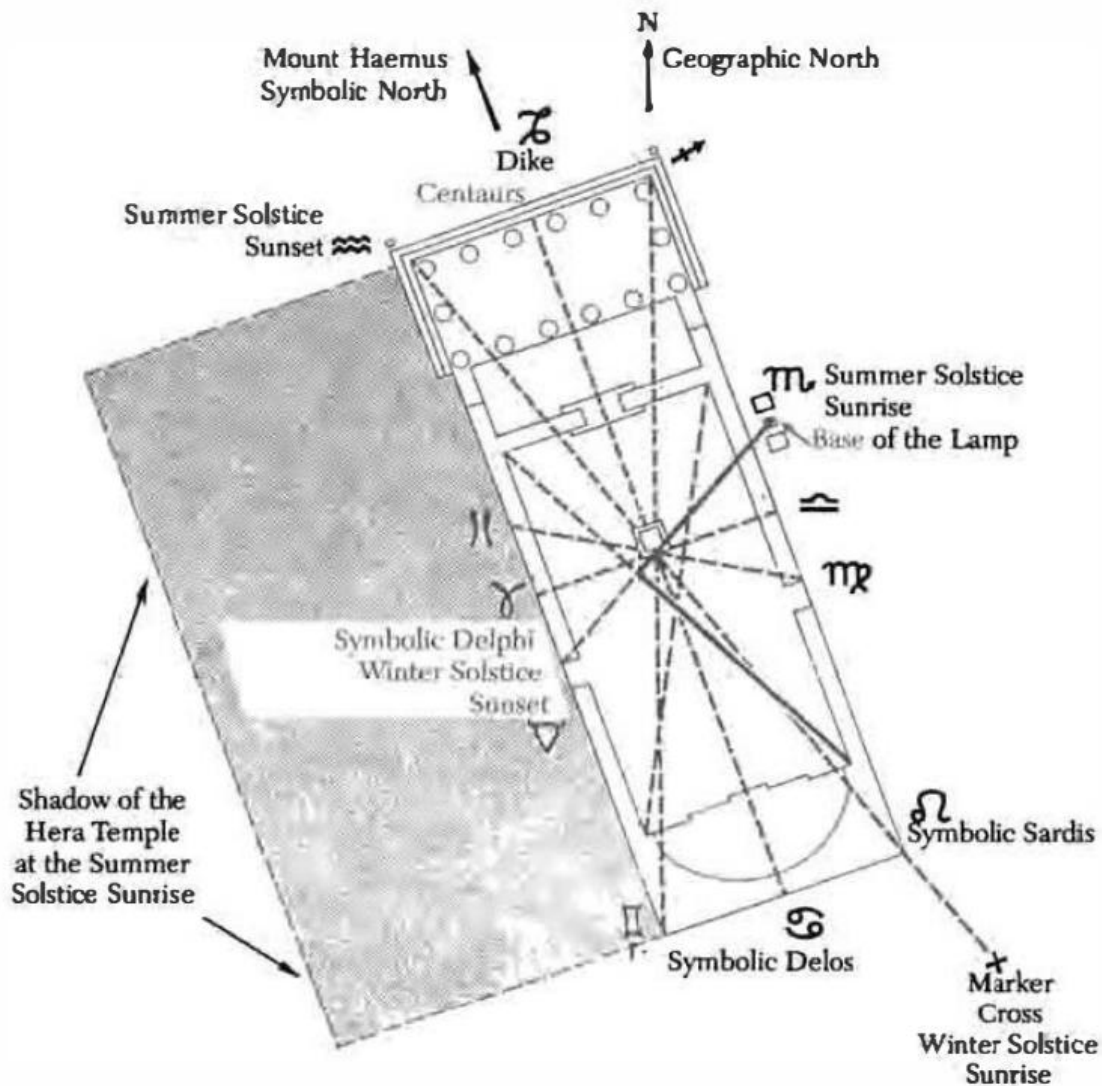 N
Geographic North
Mount Haemus
Symbolic North
♑
Dike
Centaurs
♐
Summer Solstice
Sunset ♒
♏ Summer Solstice
Sunrise
Base of the Lamp
♓
♎
♈
♍
Symbolic Delphi
Winter Solstice
Sunset
♉
Shadow of the
Hera Temple
at the Summer
Solstice Sunrise
♌
Symbolic Sardis
♊
♋
Symbolic Delos
Marker
Cross
Winter Solstice
Sunrise